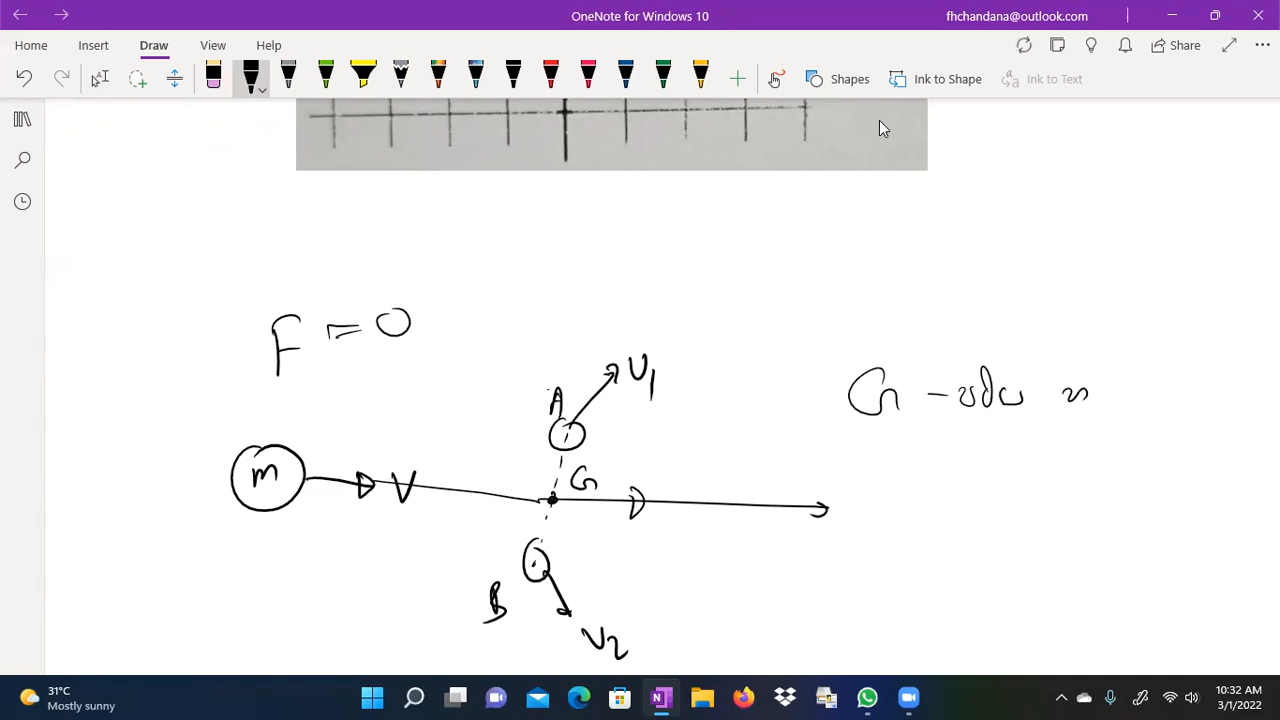 OneNote for Windows 10
fhchandana@outlook.com
Home Insert Draw View Help
Share
Shapes
Ink to Shape
Ink to Text
F = 0
A
V1
G -
m
V
G
B
V2
31°C
Mostly sunny
10:32 AM
3/1/2022